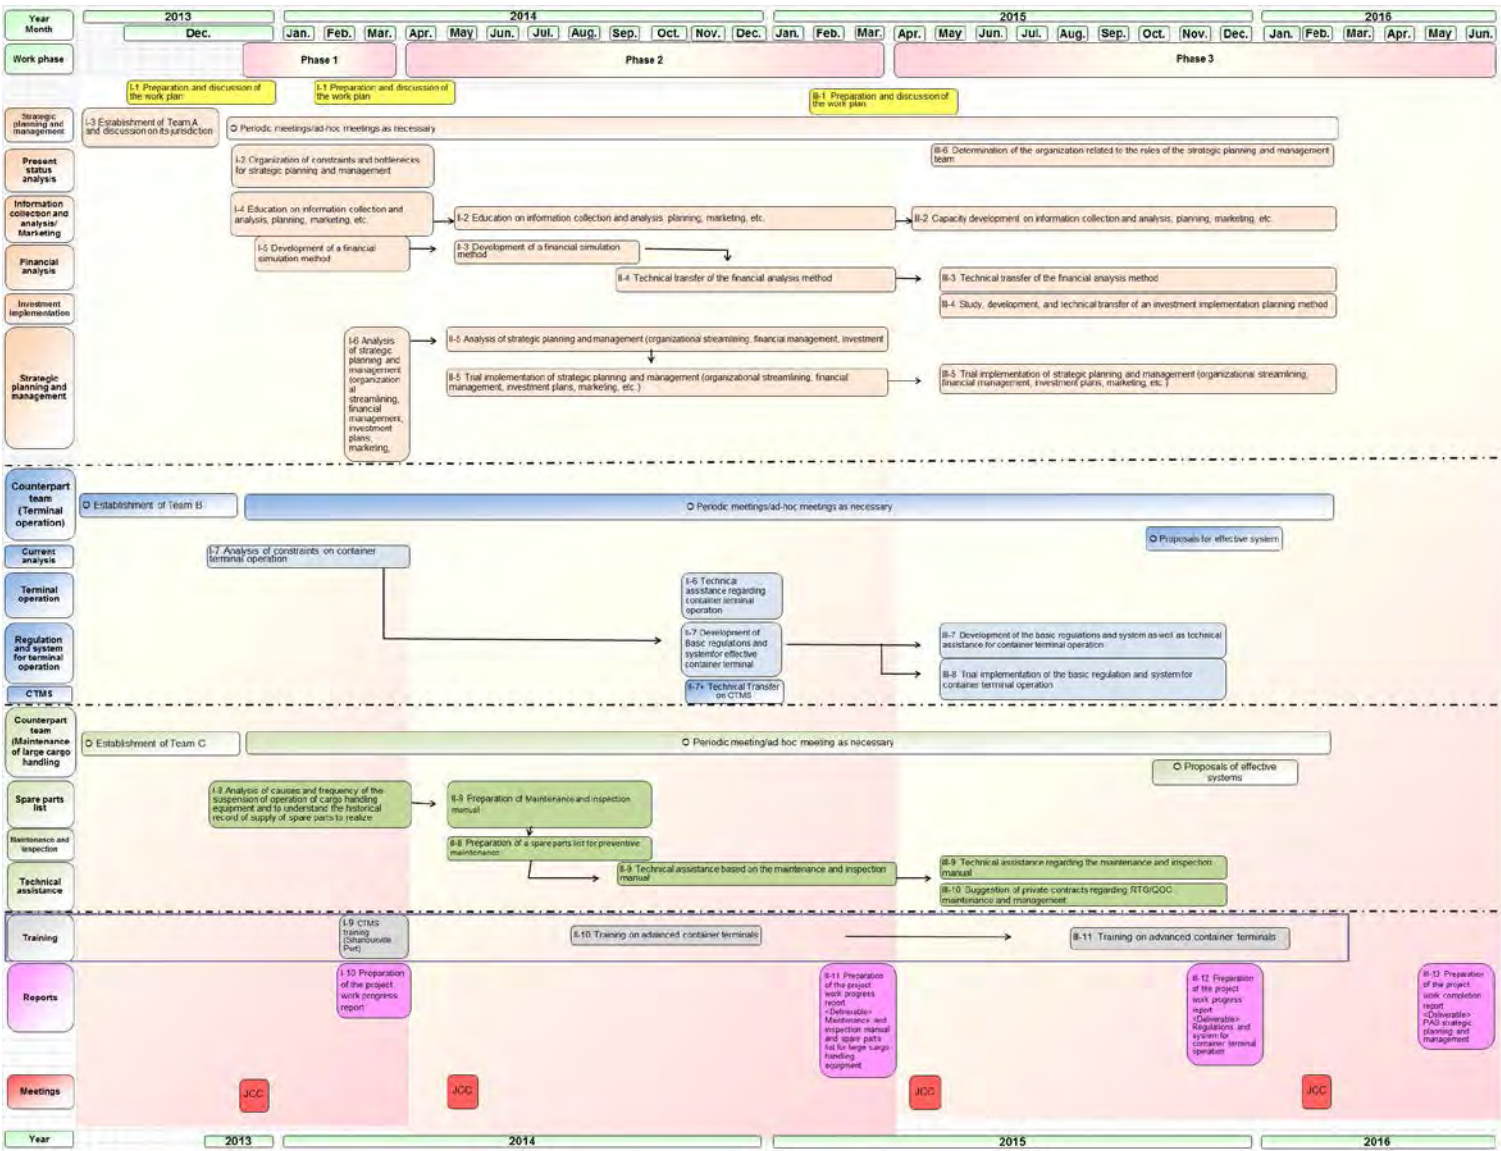 Year
Month
2013
2014
2015
2016
Dec.
Jan.
Feb.
Mar.
Apr.
May
Jun.
Jul.
Aug.
Sep.
Oct.
Nov.
Dec.
Jan.
Feb.
Mar.
Apr.
May
Jun.
Jul.
Aug.
Sep.
Oct.
Nov.
Dec.
Jan.
Feb.
Mar.
Apr.
May
Jun.
Work phase
Phase 1
Phase 2
Phase 3
I-1 Preparation and discussion of
the work plan
I-1 Preparation and discussion of
the work plan
III-1 Preparation and discussion of
the work plan
Strategic
planning and
management
I-3 Establishment of Team A
and discussion on its jurisdiction
Periodic meetings/ad-hoc meetings as necessary
Present
status
analysis
I-2 Organization of constraints and bottlenecks
for strategic planning and management
III-6 Determination of the organization related to the roles of the strategic planning and management
team
Information
collection and
analysis/
Marketing
I-4 Education on information collection and
analysis, planning, marketing, etc.
II-2 Education on information collection and analysis, planning, marketing, etc.
III-2 Capacity development on information collection and analysis, planning, marketing, etc.
Financial
analysis
I-5 Development of a financial
simulation method
II-3 Development of a financial simulation
method
II-4 Technical transfer of the financial analysis method
III-3 Technical transfer of the financial analysis method
Investment
implementation
III-4 Study, development, and technical transfer of an investment implementation planning method
Strategic
planning and
management
I-6 Analysis
of strategic
planning and
management
(organization
al
streamlining,
financial
management,
investment
plans,
marketing,
II-5 Analysis of strategic planning and management (organizational streamlining, financial management, investment
II-5 Trial implementation of strategic planning and management (organizational streamlining, financial
management, investment plans, marketing, etc.)
III-5 Trial implementation of strategic planning and management (organizational streamlining,
financial management, investment plans, marketing, etc.)
Counterpart
team
(Terminal
operation)
Establishment of Team B
Periodic meetings/ad-hoc meetings as necessary
Proposals for effective system
Current
analysis
I-7 Analysis of constraints on container
terminal operation
Terminal
operation
II-6 Technical
assistance regarding
container terminal
operation
Regulation
and system
for terminal
operation
II-7 Development of
Basic regulations and
system for effective
container terminal
III-7 Development of the basic regulations and system as well as technical
assistance for container terminal operation
III-8 Trial implementation of the basic regulation and system for
container terminal operation
CTMS
II-7+ Technical Transfer
on CTMS
Counterpart
team
(Maintenance
of large cargo
handling
Establishment of Team C
Periodic meeting/ad hoc meeting as necessary
Proposals of effective
systems
Spare parts
list
I-8 Analysis of causes and frequency of the
suspension of operation of cargo handling
equipment and to understand the historical
record of supply of spare parts to realize
II-8 Preparation of Maintenance and inspection
manual
Maintenance and
inspection
II-8 Preparation of a spare parts list for preventive
maintenance
Technical
assistance
II-9 Technical assistance based on the maintenance and inspection
manual
III-9 Technical assistance regarding the maintenance and inspection
manual
III-10 Suggestion of private contracts regarding RTG/QGC
maintenance and management
Training
I-9 CTMS
training
Port)
II-10 Training on advanced container terminals
III-11 Training on advanced container terminals
Reports
I-10 Preparation
of the project
work progress
report
II-11 Preparation
of the project
work progress
report
<Deliverable>
Maintenance and
inspection manual
and spare parts
list for large cargo
handling
equipment
III-12 Preparation
of the project
work progress
report
<Deliverable>
Regulations and
system for
container terminal
operation
III-13 Preparation
of the project
work completion
report
<Deliverable>
PAS strategic
planning and
management
Meetings
JCC
JCC
JCC
JCC
Year
2013
2014
2015
2016